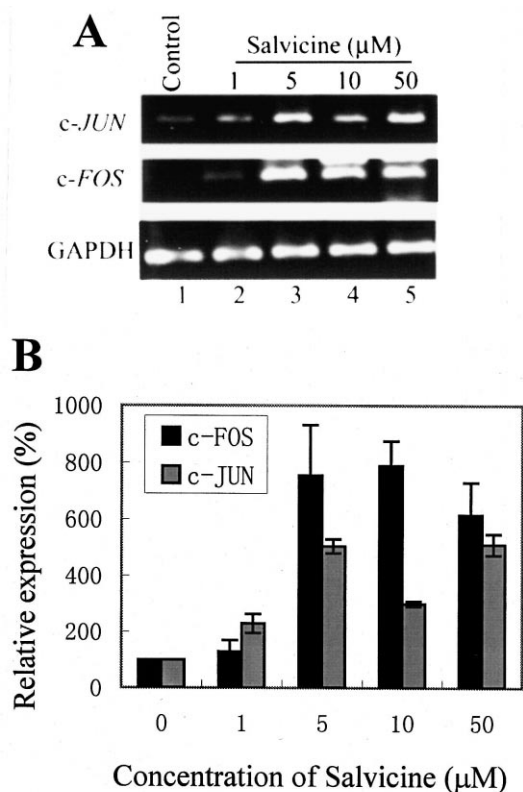 A
Control
Salvicine (μM)
1 5 10 50
c-JUN
c-FOS
GAPDH
1 2 3 4 5
B
Relative expression (%)
1000
800
600
400
200
0
c-FOS
c-JUN
0 1 5 10 50
Concentration of Salvicine (μM)